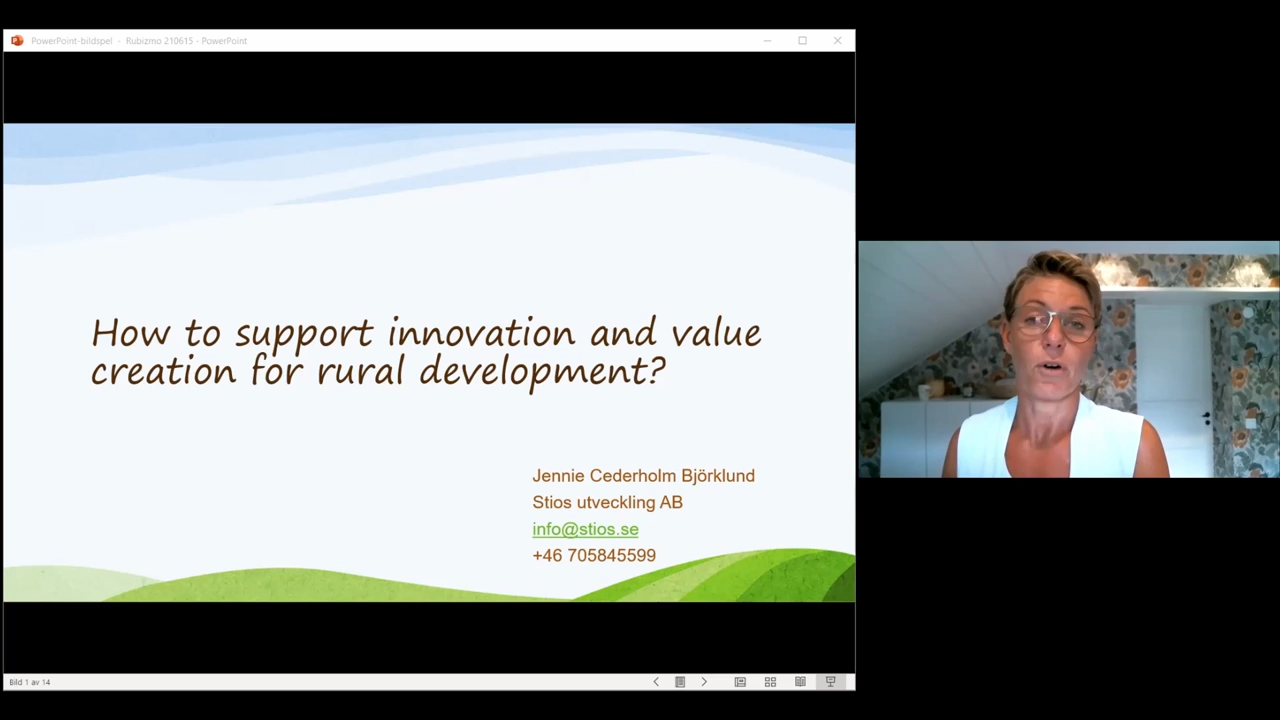 PowerPoint-bildspel - Rubizmo 210615 - PowerPoint
How to support innovation and value
creation for rural development?
Jennie Cederholm Björklund
Stios utveckling AB
info@stios.se
+46 705845599
Bild 1 av 14